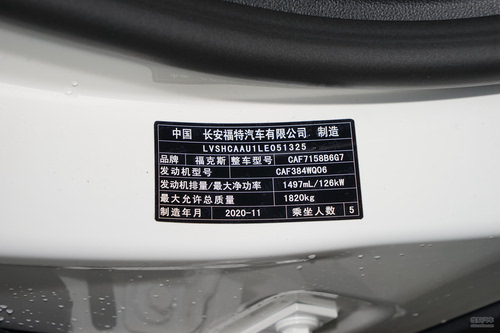 中国 长安福特汽车有限公司 制造
LVSHCAAU1LE051325
品牌 福克斯 整车型号 CAF7158B6G7
发动机型号 CAF384WQ06
发动机排量/最大净功率 1497mL/126kW
最大允许总质量 1820kg
制造年月 2020-11 乘坐人数 5